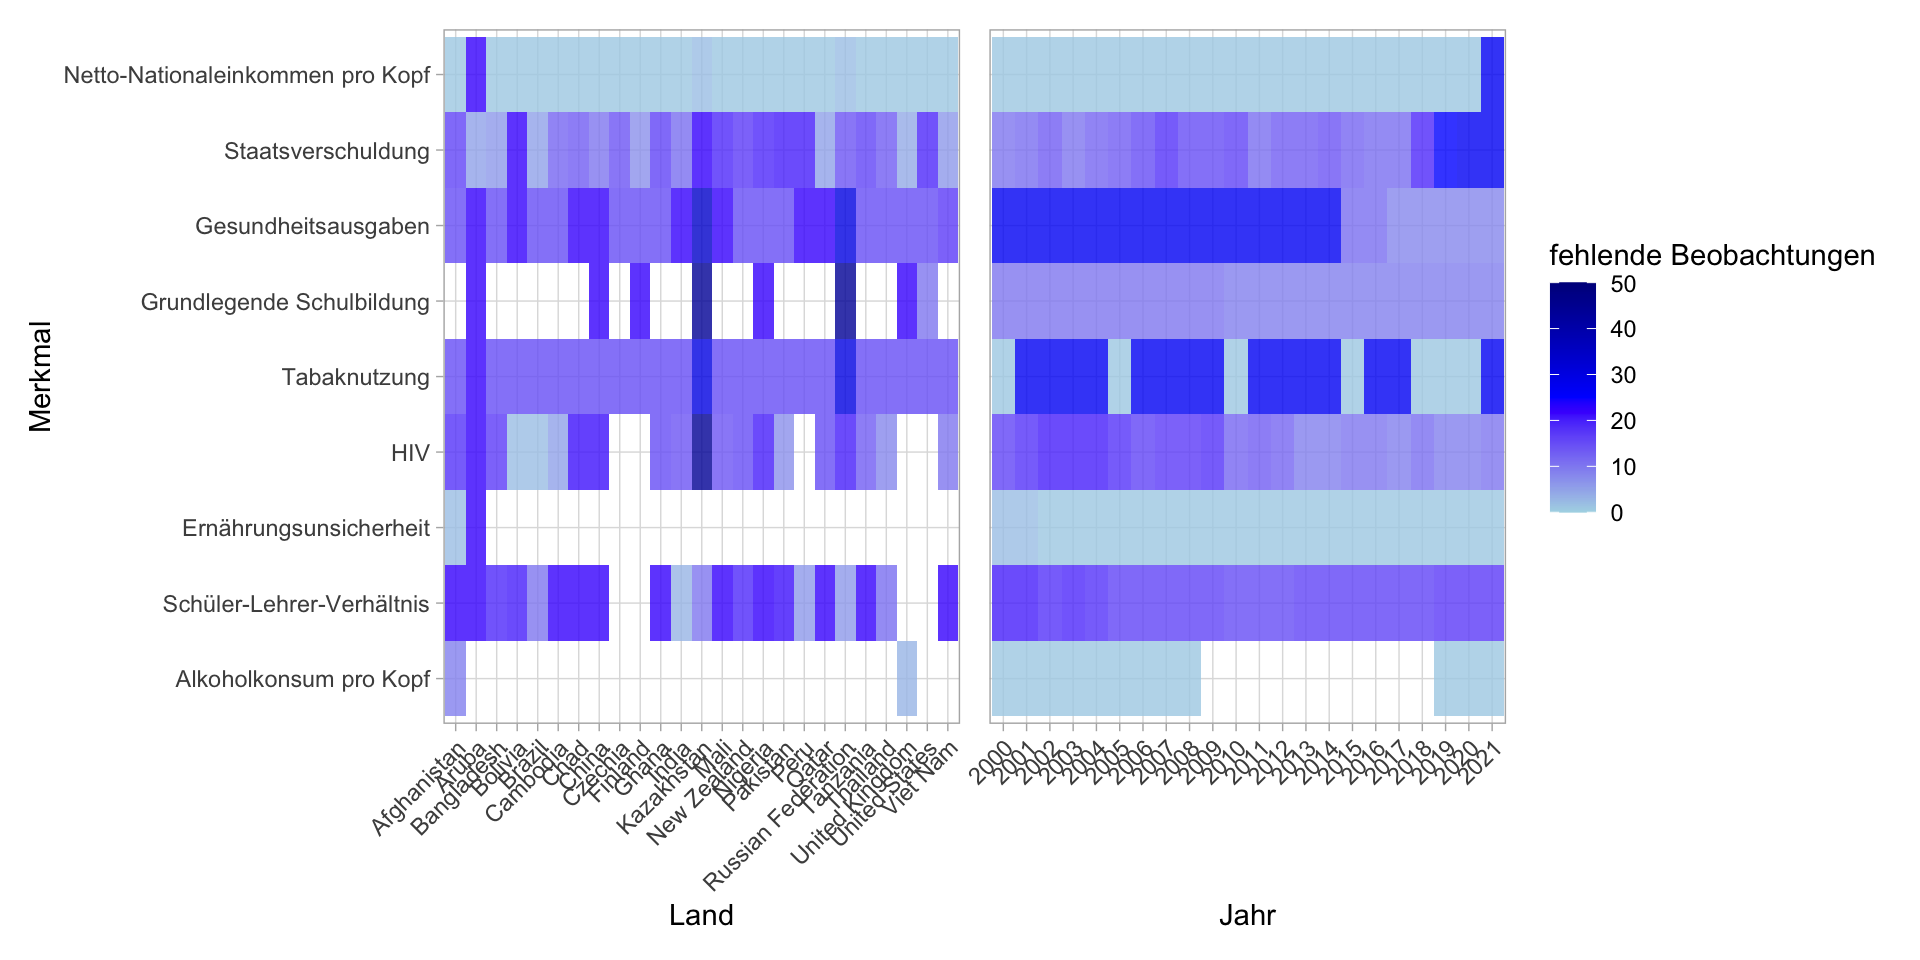 Merkmal
Netto-Nationaleinkommen pro Kopf
Staatsverschuldung
Gesundheitsausgaben
Grundlegende Schulbildung
Tabaknutzung
HIV
Ernährungsunsicherheit
Schüler-Lehrer-Verhältnis
Alkoholkonsum pro Kopf
Afghanistan
Aruba
Bangladesh
Bolivia
Brazil
Cambodia
Chad
China
Czechia
Finland
Ghana
India
Kazakhstan
Mali
New Zealand
Nigeria
Pakistan
Peru
Qatar
Russian Federation
Tanzania
Thailand
United Kingdom
United States
Viet Nam
Land
2000
2001
2002
2003
2004
2005
2006
2007
2008
2009
2010
2011
2012
2013
2014
2015
2016
2017
2018
2019
2020
2021
Jahr
fehlende Beobachtungen
50
40
30
20
10
0